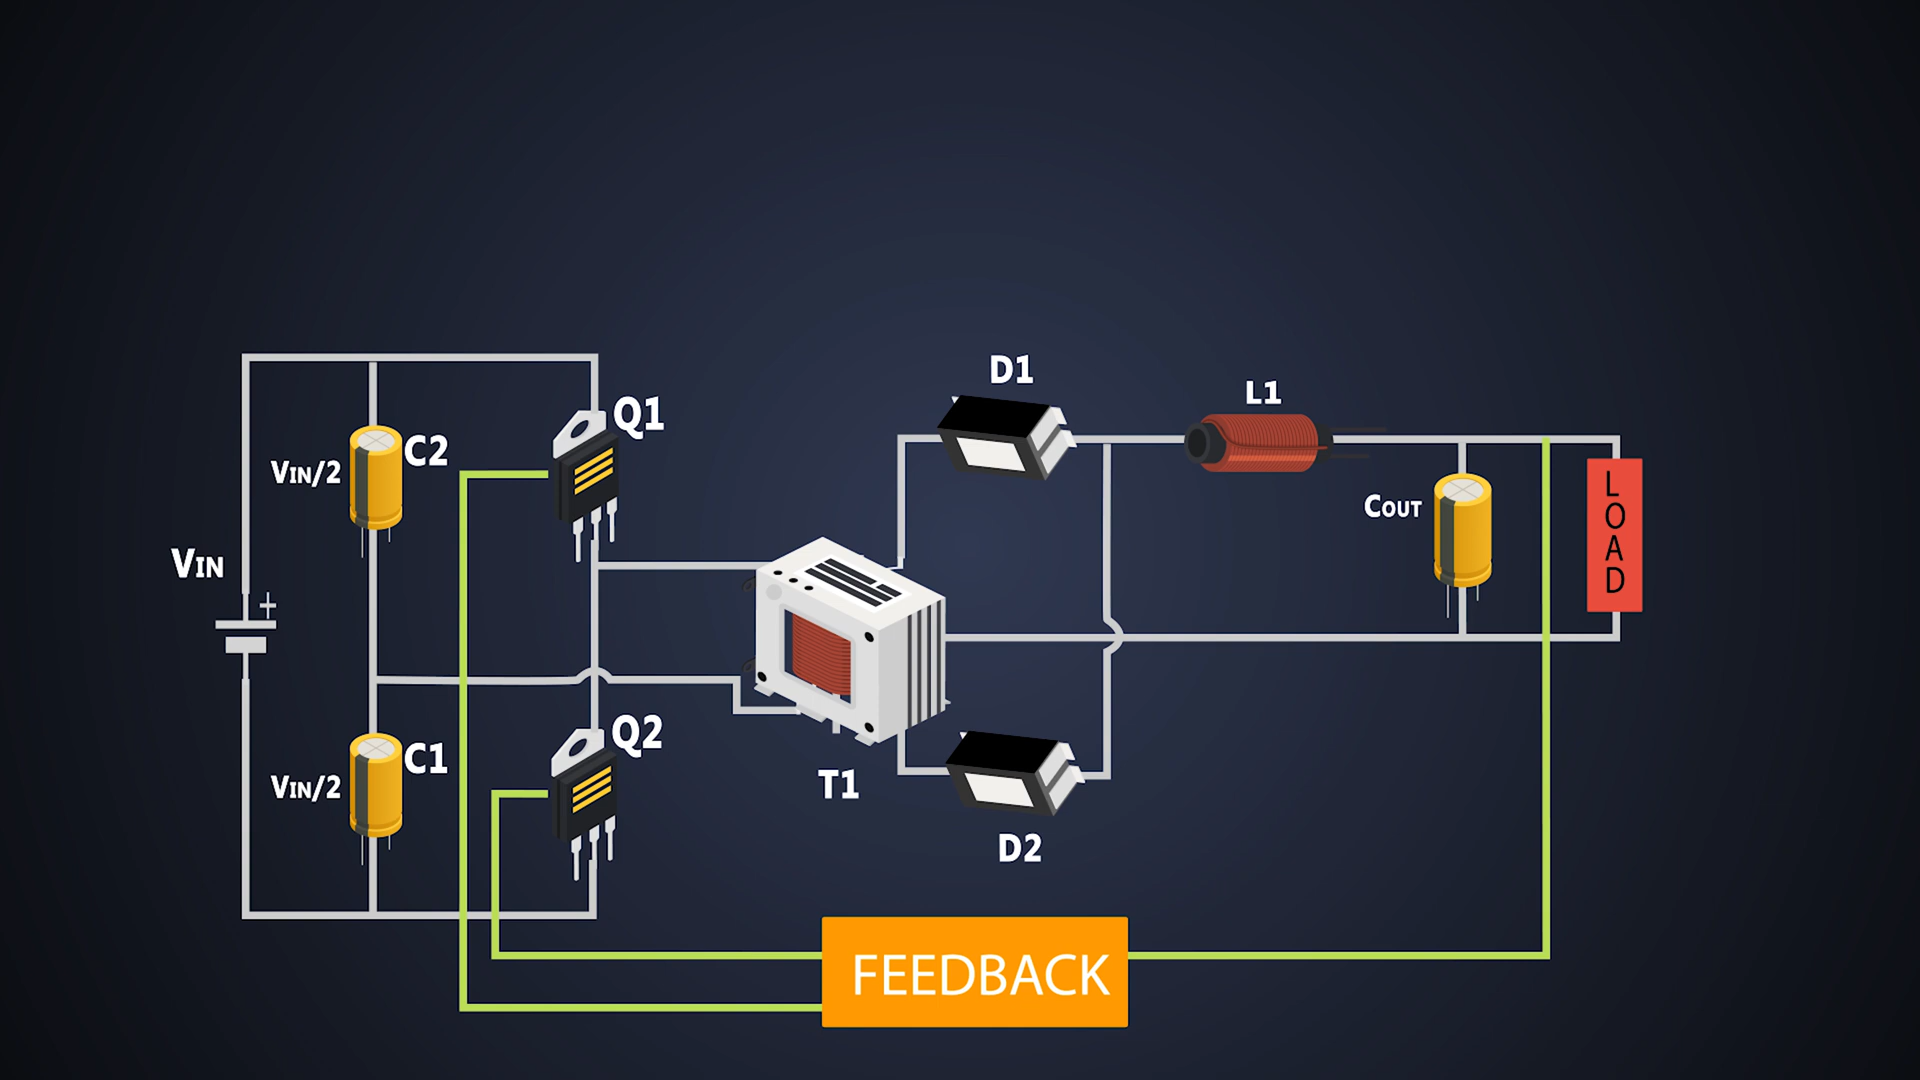 D1
L1
Q1
C2
VIN/2
COUT
LOAD
VIN
+
Q2
C1
VIN/2
T1
D2
FEEDBACK